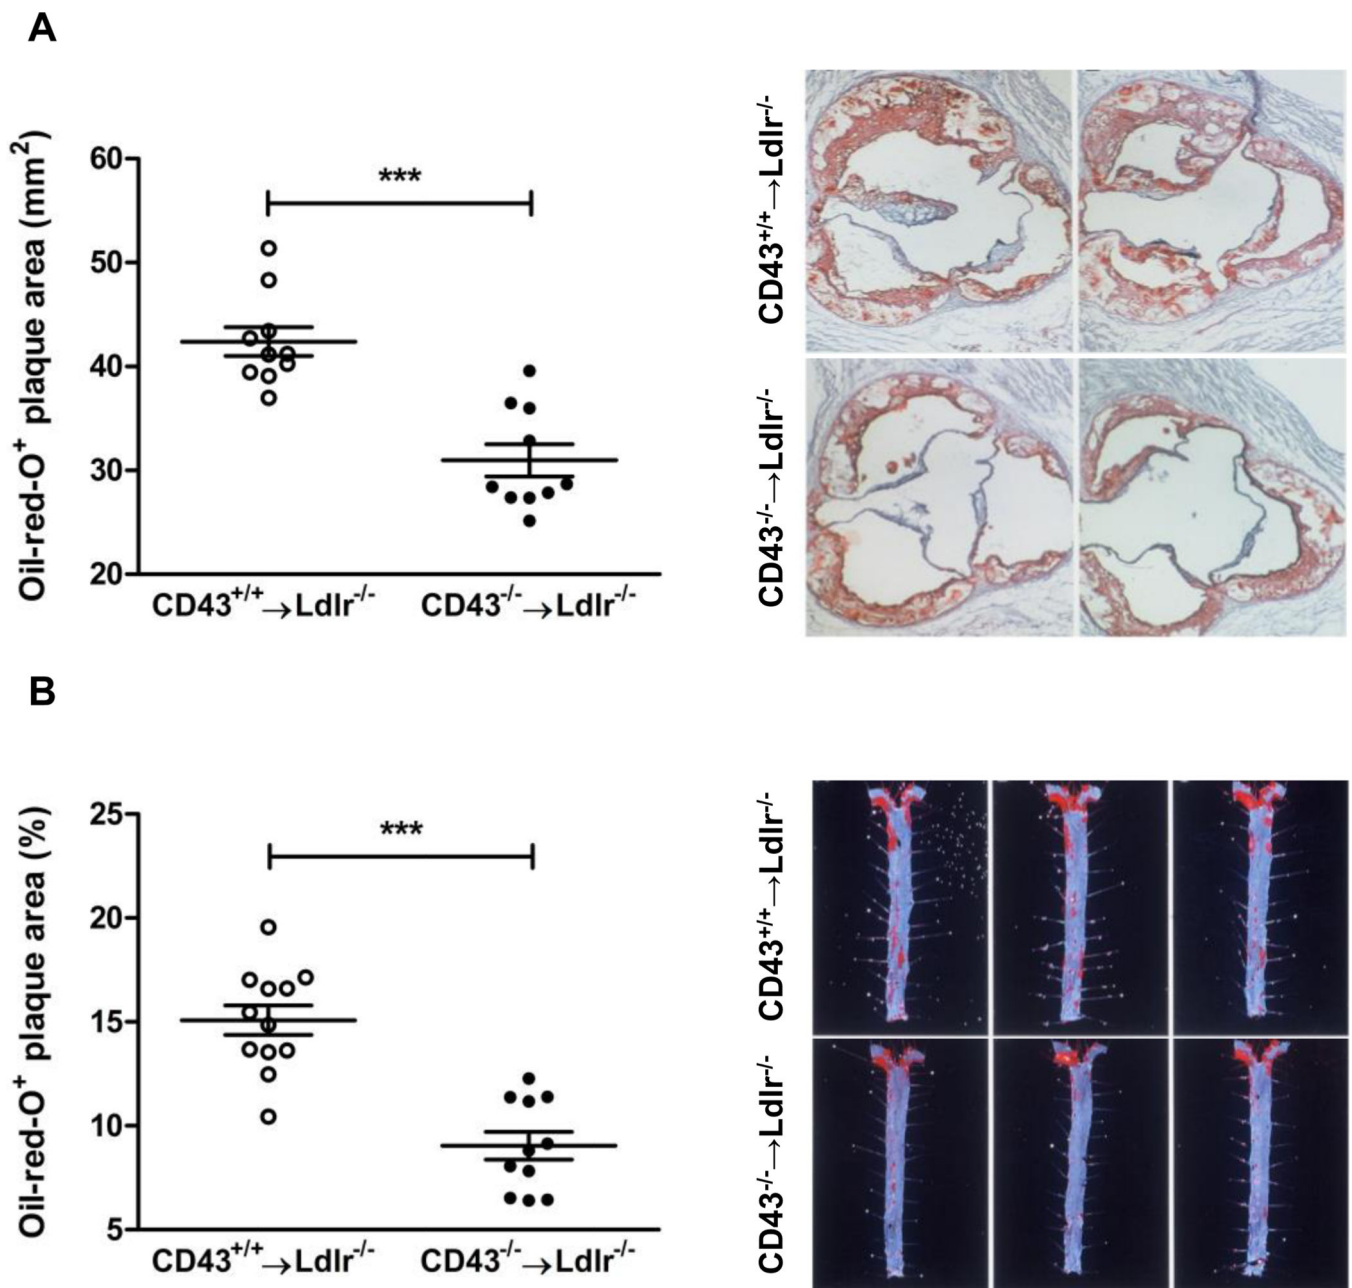 A
Oil-red-O⁺ plaque area (mm²)
60
50
40
30
20
***
CD43⁺/⁺→Ldlr⁻/⁻
CD43⁻/⁻→Ldlr⁻/⁻
CD43⁺/⁺→Ldlr⁻/⁻
CD43⁻/⁻→Ldlr⁻/⁻
B
Oil-red-O⁺ plaque area (%)
25
20
15
10
5
***
CD43⁺/⁺→Ldlr⁻/⁻
CD43⁻/⁻→Ldlr⁻/⁻
CD43⁺/⁺→Ldlr⁻/⁻
CD43⁻/⁻→Ldlr⁻/⁻